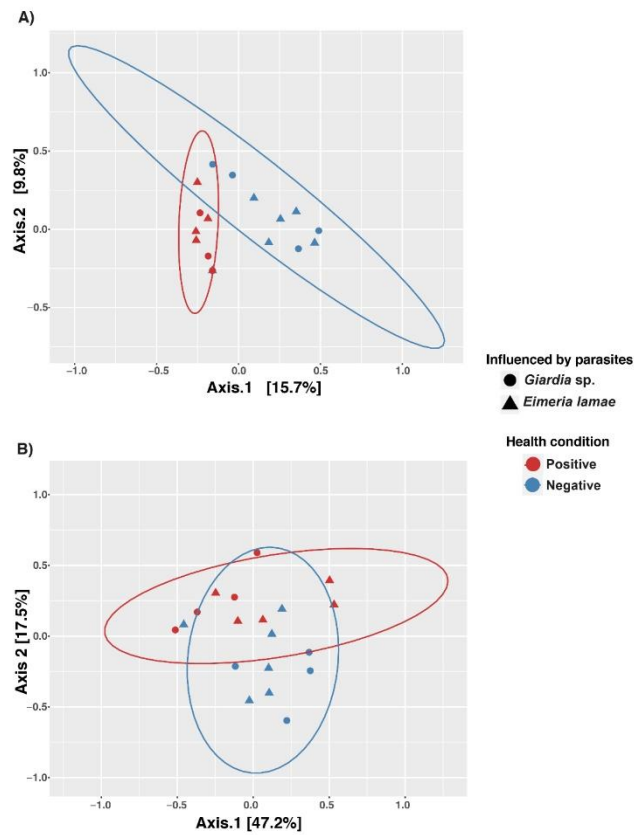 A)
1.0
0.5
0.0
−0.5
Axis.2 [9.8%]
−1.0 −0.5 0.0 0.5 1.0
Axis.1 [15.7%]
Influenced by parasites
Giardia sp.
Eimeria lamae
Health condition
Positive
Negative
B)
1.0
0.5
0.0
−0.5
−1.0
Axis 2 [17.5%]
−1.0 −0.5 0.0 0.5 1.0
Axis.1 [47.2%]